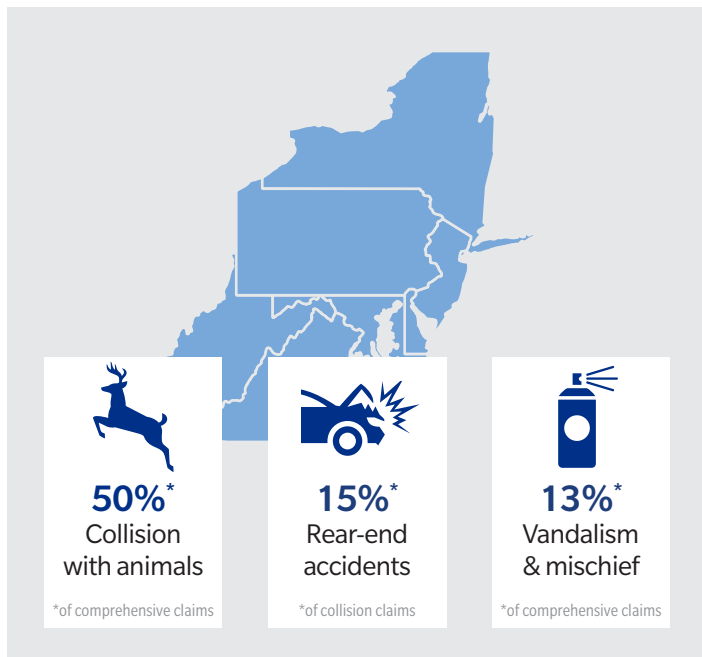 50%*
Collision
with animals
*of comprehensive claims
15%*
Rear-end
accidents
*of collision claims
13%*
Vandalism
& mischief
*of comprehensive claims